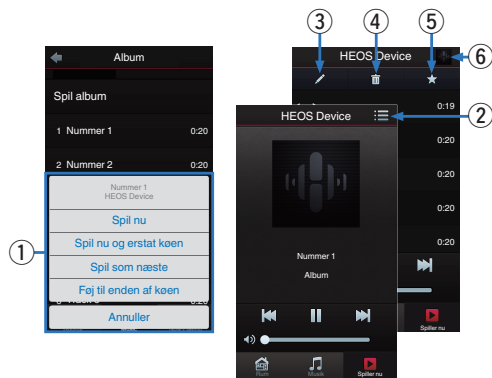 3
4
5
6
Album
HEOS Device
Spil album
1 Nummer 1 0:20
2 Nummer 2 0:20
1
Nummer 1
HEOS Device
Spil nu
Spil nu og erstat køen
Spil som næste
Føj til enden af køen
Annuller
0:20
HEOS Device
2
Nummer 1
Album
Rum
Musik
Spiller nu
0:19
0:20
0:20
0:20
0:20
Spiller nu